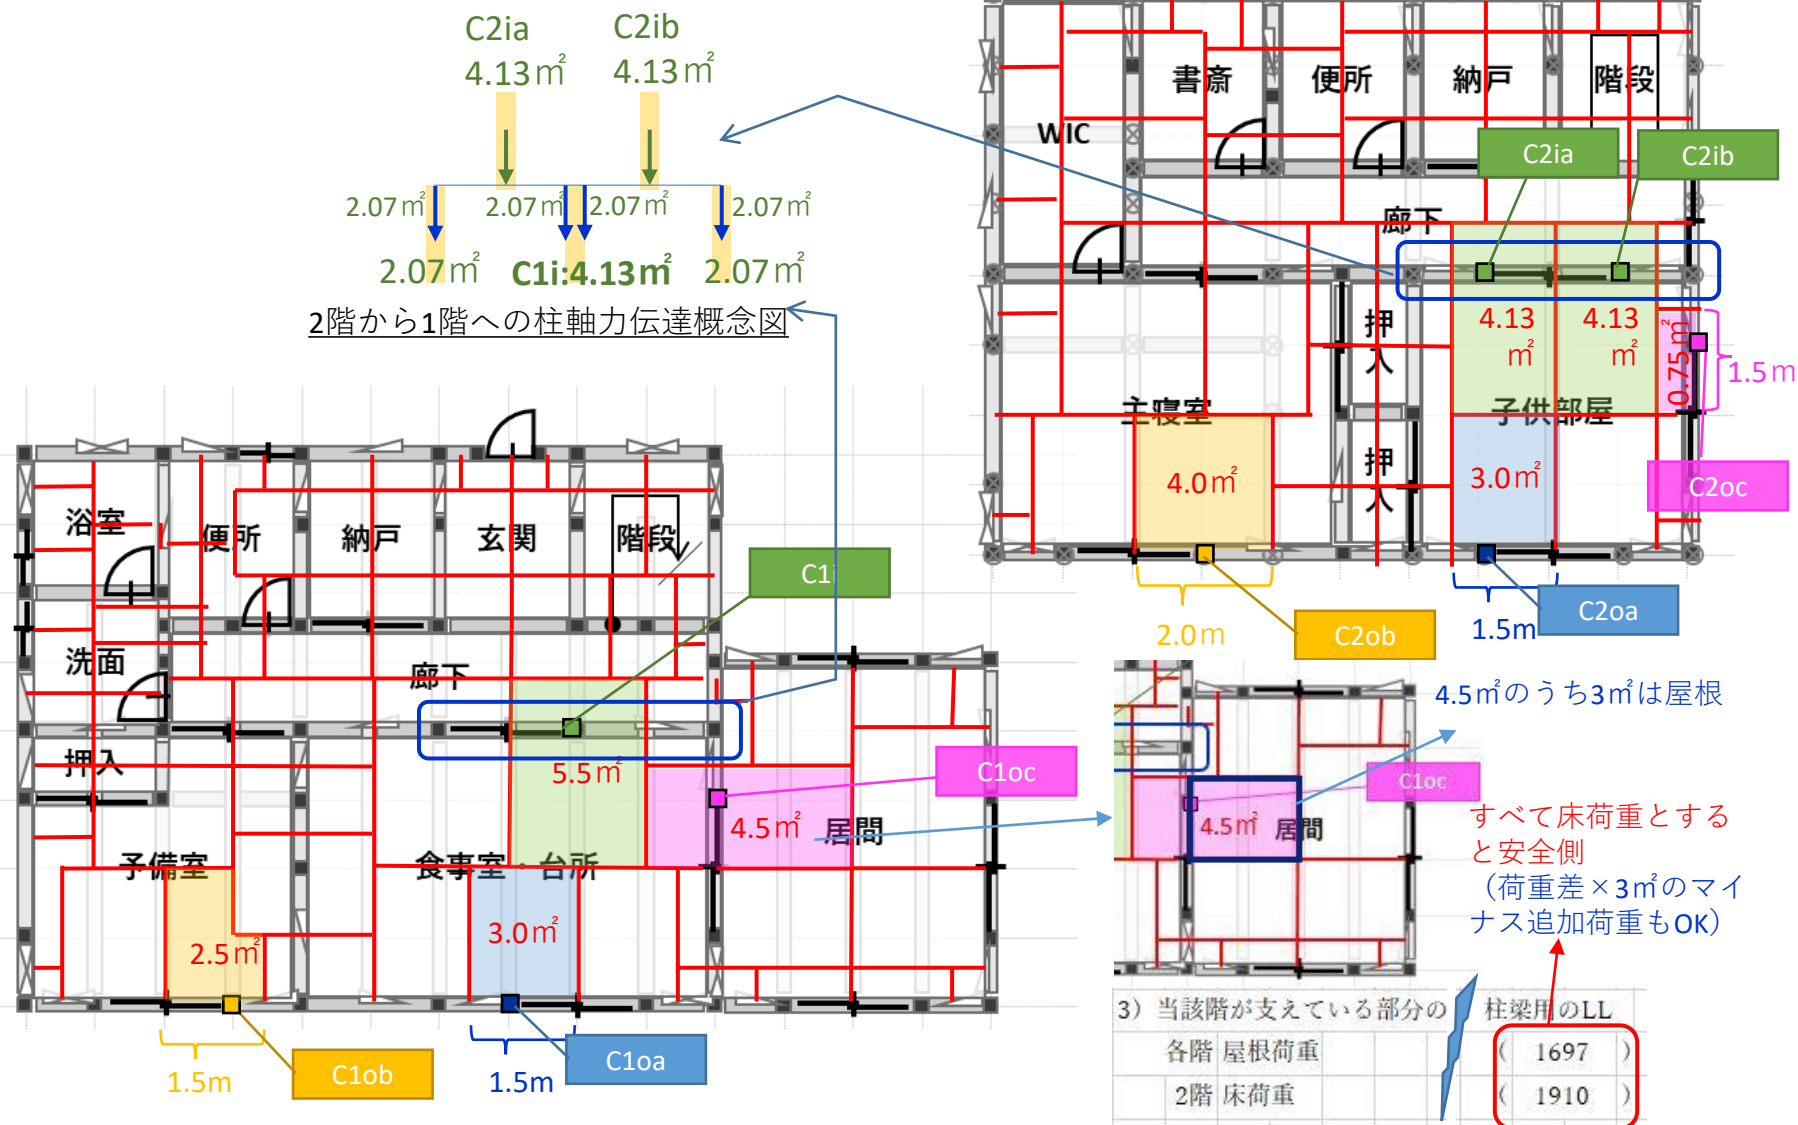 C2ia
4.13㎡
C2ib
4.13㎡
2.07㎡
2.07㎡
2.07㎡
2.07㎡
2.07㎡
C1i:4.13㎡
2.07㎡
2階から1階への柱軸力伝達概念図
書斎
便所
納戸
階段
WIC
C2ia
C2ib
廊下
4.13
㎡
4.13
㎡
0.75㎡
1.5m
押入
主寝室
子供部屋
押入
4.0㎡
3.0㎡
C2oc
2.0m
C2ob
1.5m
C2oa
浴室
便所
納戸
玄関
階段
C1i
洗面
廊下
押入
5.5㎡
C1oc
4.5㎡
居間
予備室
食事室・台所
2.5㎡
3.0㎡
1.5m
C1ob
1.5m
C1oa
4.5㎡のうち3㎡は屋根
C1oc
4.5㎡
居間
すべて床荷重とする
と安全側
（荷重差×3㎡のマイ
ナス追加荷重もOK）
3）当該階が支えている部分の
柱梁用のLL
各階 屋根荷重
( 1697 )
2階 床荷重
( 1910 )